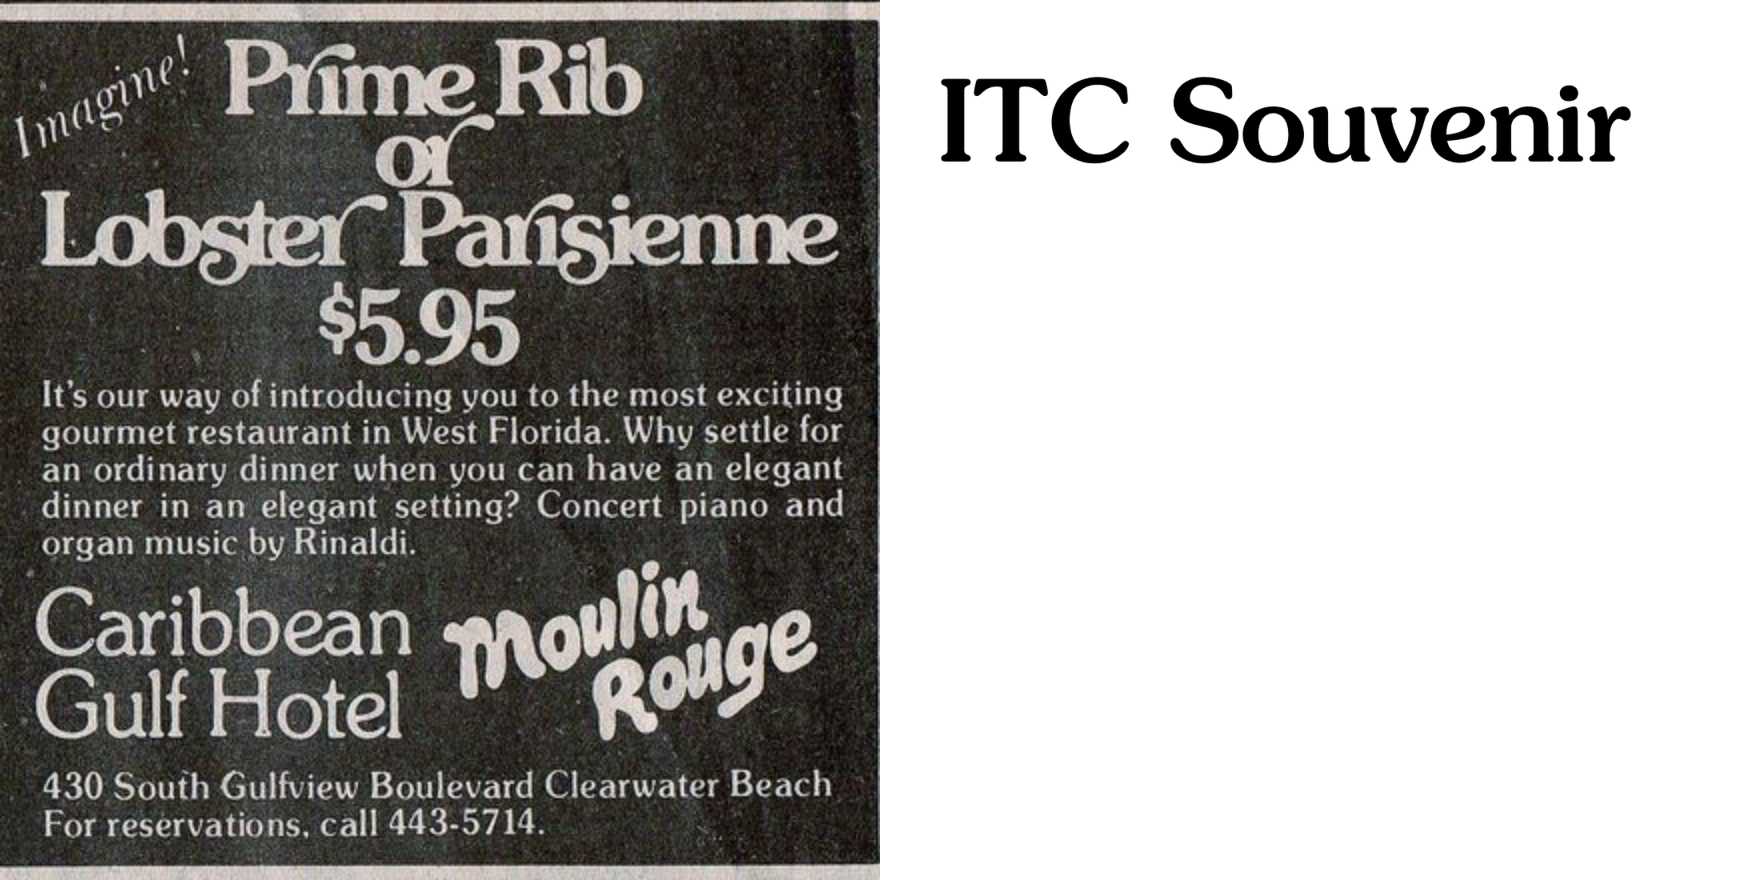 Imagine!
Prime Rib
or
Lobster Parisienne
$5.95
It's our way of introducing you to the most exciting
gourmet restaurant in West Florida. Why settle for
an ordinary dinner when you can have an elegant
dinner in an elegant setting? Concert piano and
organ music by Rinaldi.
Caribbean
Gulf Hotel
Moulin
Rouge
430 South Gulfview Boulevard Clearwater Beach
For reservations, call 443-5714.
ITC Souvenir